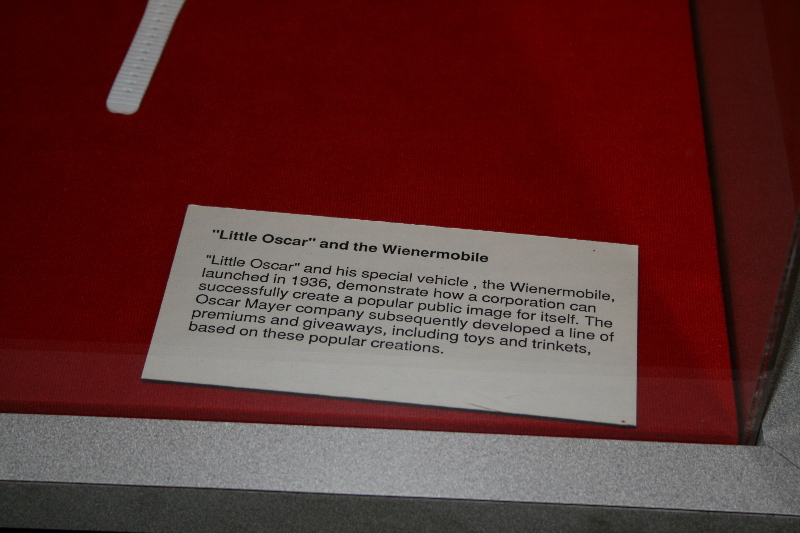 "Little Oscar" and the Wienermobile
"Little Oscar" and his special vehicle , the Wienermobile,
launched in 1936, demonstrate how a corporation can
successfully create a popular public image for itself. The
Oscar Mayer company subsequently developed a line of
premiums and giveaways, including toys and trinkets,
based on these popular creations.